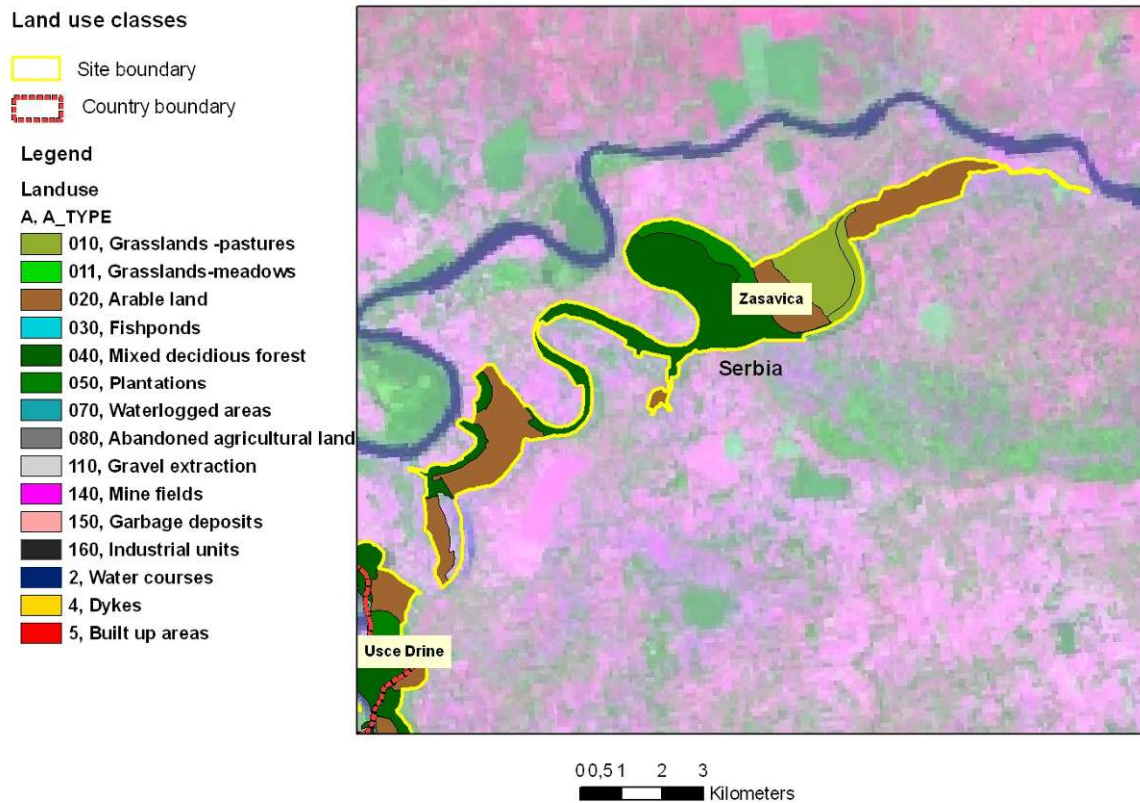 Land use classes
Site boundary
Country boundary
Legend
Landuse
A, A_TYPE
010, Grasslands -pastures
011, Grasslands-meadows
020, Arable land
030, Fishponds
040, Mixed decidious forest
050, Plantations
070, Waterlogged areas
080, Abandoned agricultural land
110, Gravel extraction
140, Mine fields
150, Garbage deposits
160, Industrial units
2, Water courses
4, Dykes
5, Built up areas
Zasavica
Serbia
Usce Drine
0 0,5 1 2 3
Kilometers